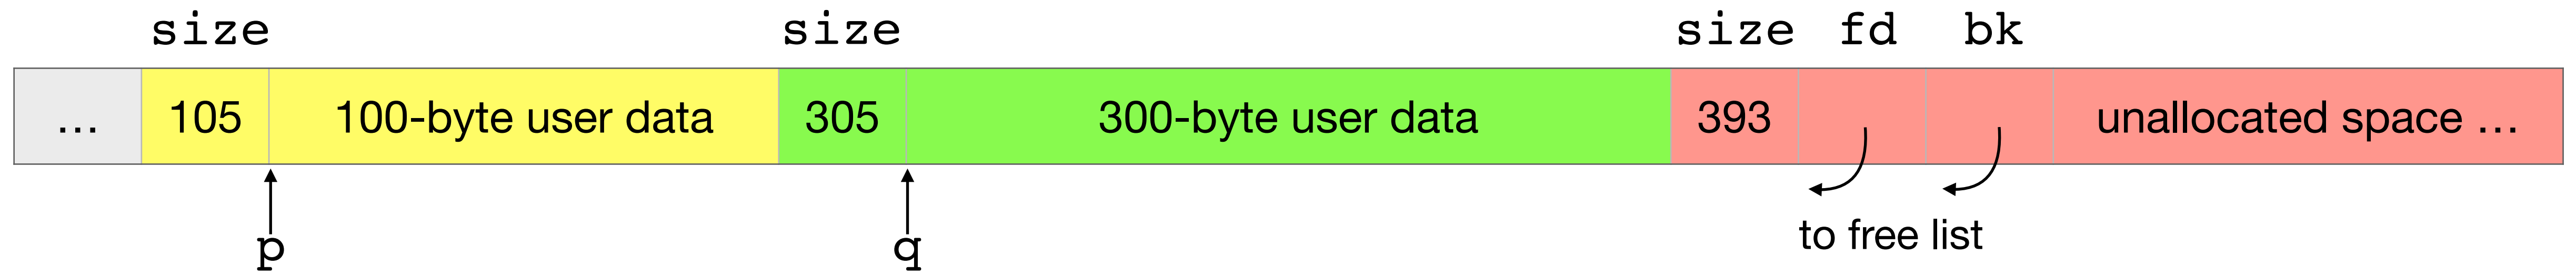 size size size fd bk
... 105 100-byte user data 305 300-byte user data 393 unallocated space ...
p q to free list